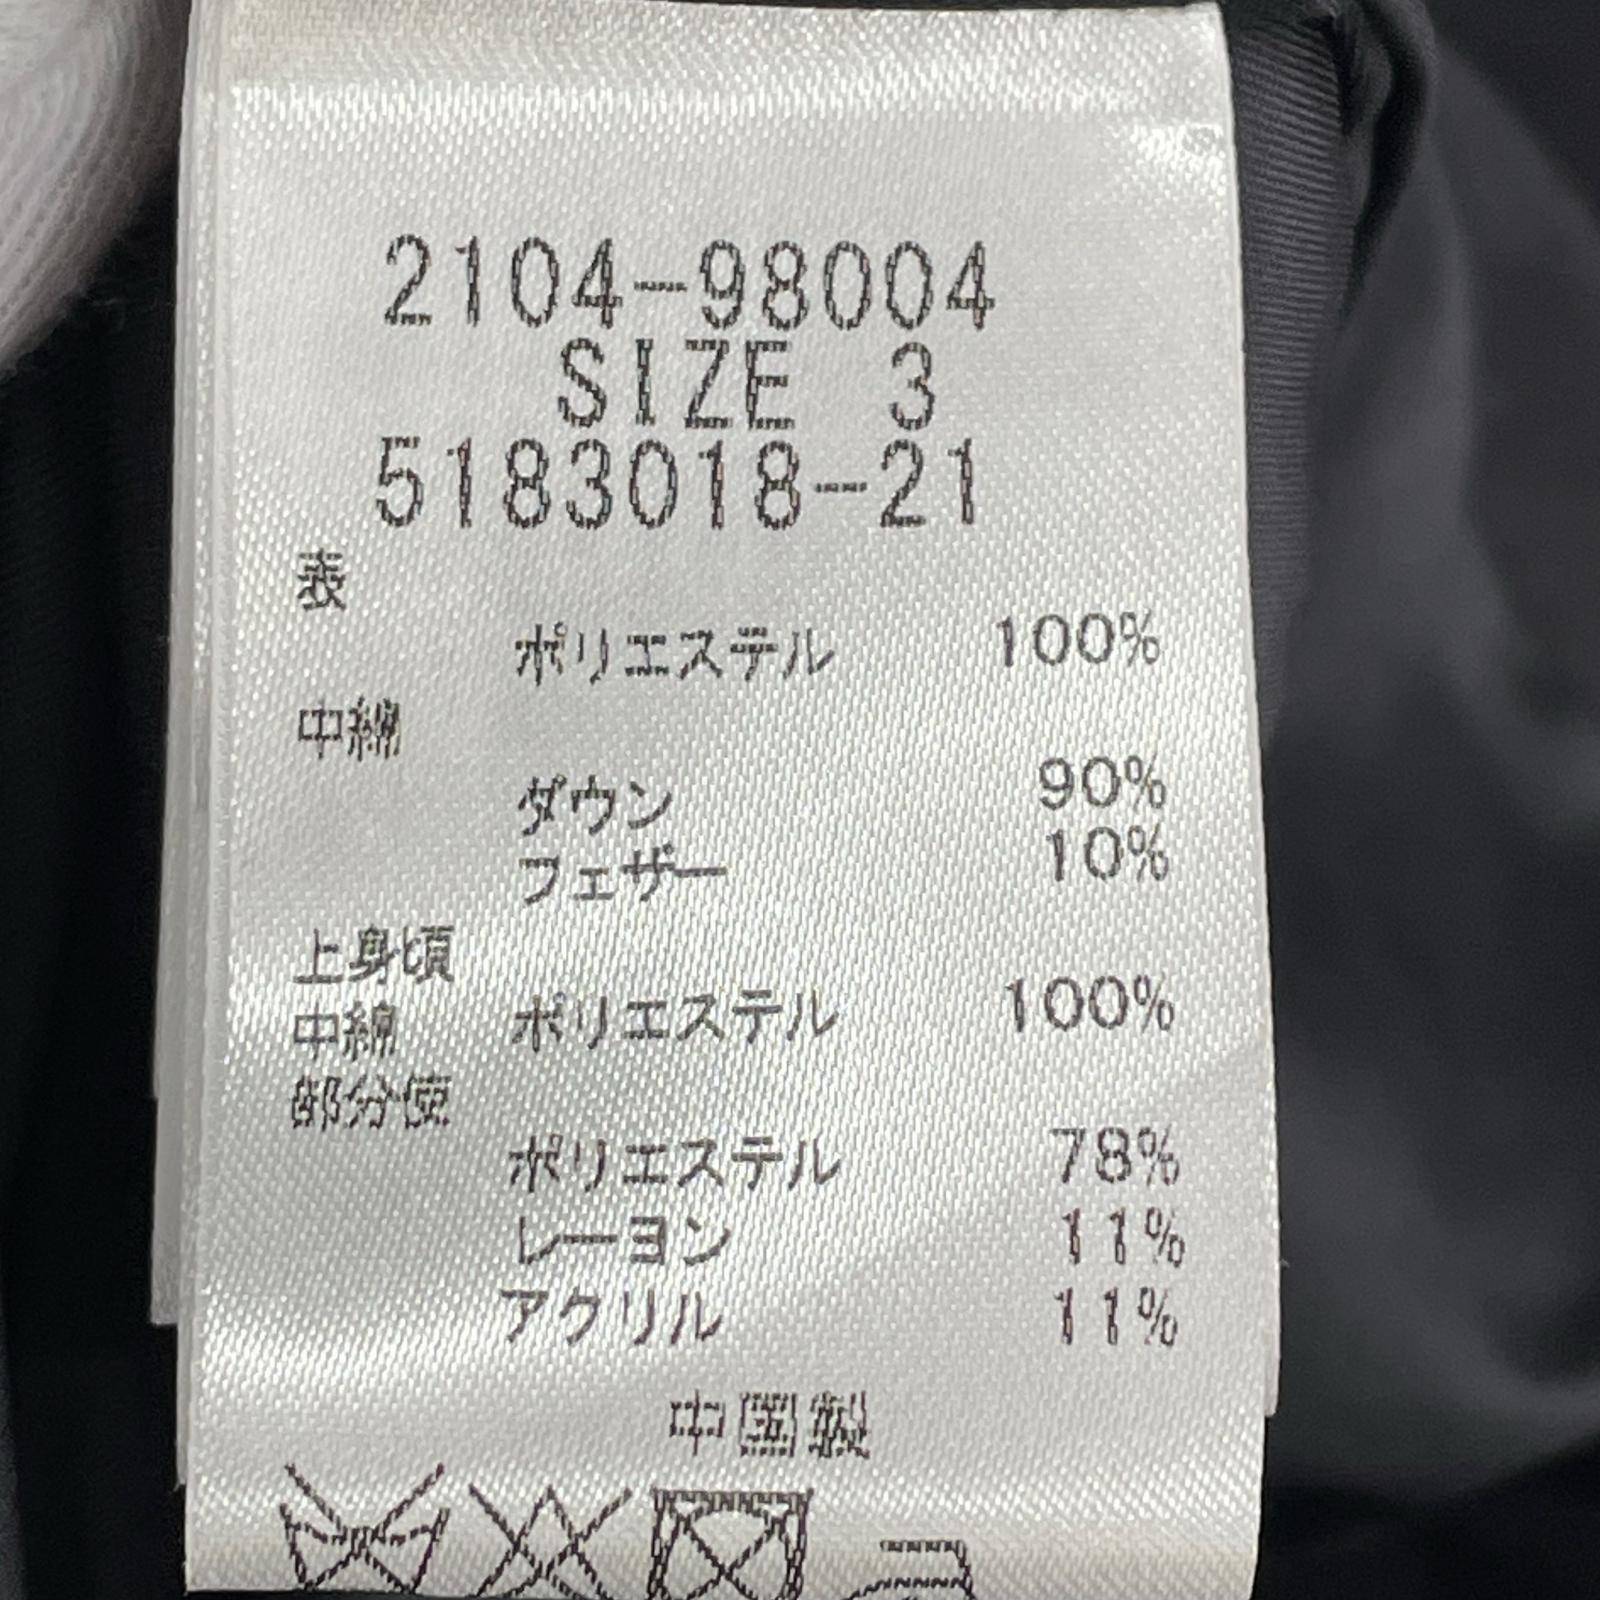 2104-98004
SIZE 3
5183018-21
表
ポリエステル 100%
中綿
ダウン 90%
フェザー 10%
上身頃
中綿 ポリエステル 100%
部分使
ポリエステル 78%
レーヨン 11%
アクリル 11%
中国製